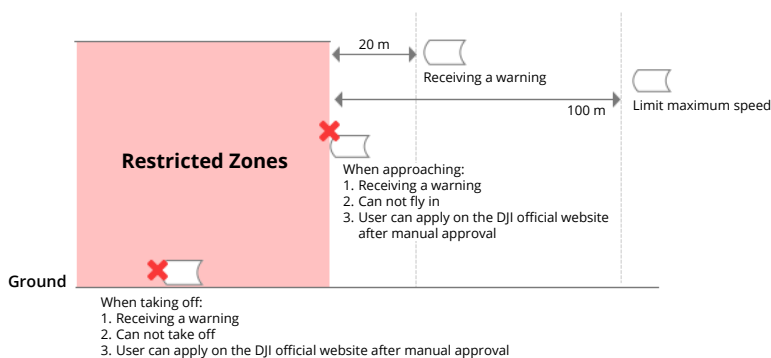 20 m
Receiving a warning
100 m
Limit maximum speed
Restricted Zones
When approaching:
1. Receiving a warning
2. Can not fly in
3. User can apply on the DJI official website
after manual approval
Ground
When taking off:
1. Receiving a warning
2. Can not take off
3. User can apply on the DJI official website after manual approval